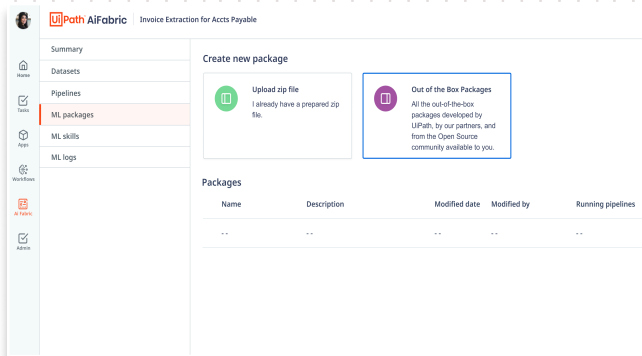 UiPath AiFabric
Invoice Extraction for Accts Payable
Home
Tasks
Apps
Workflows
Ai Fabric
Admin
Summary
Datasets
Pipelines
ML packages
ML skills
ML logs
Create new package
Upload zip file
I already have a prepared zip
file.
Out of the Box Packages
All the out-of-the-box
packages developed by
UiPath, by our partners, and
from the Open Source
community available to you.
Packages
Name Description Modified date Modified by Running pipelines
-- -- -- -- --